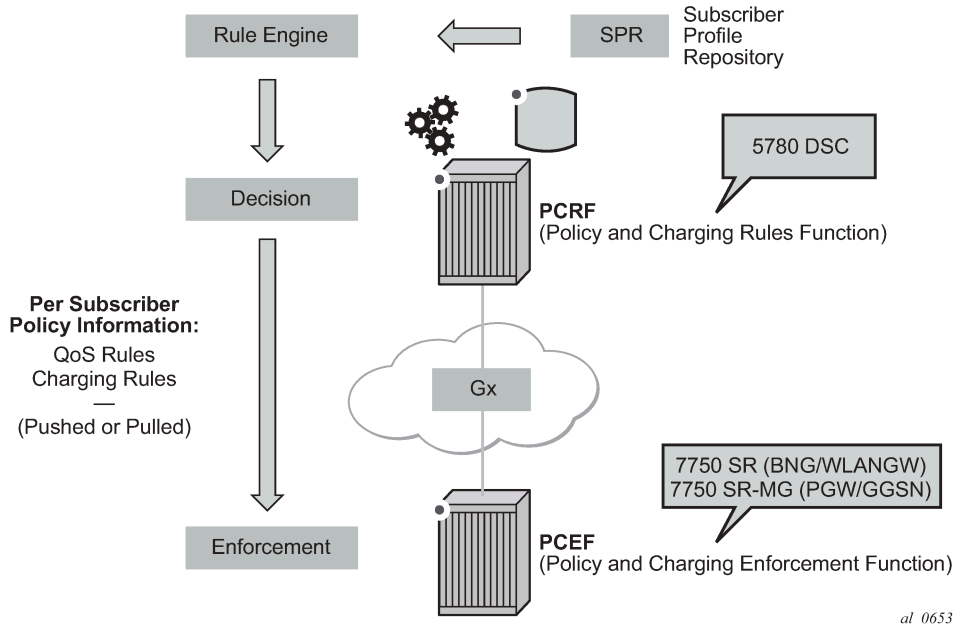 Rule Engine
SPR
Subscriber
Profile
Repository
5780 DSC
Decision
PCRF
(Policy and Charging Rules Function)
Per Subscriber
Policy Information:
QoS Rules
Charging Rules
—
(Pushed or Pulled)
Gx
7750 SR (BNG/WLANGW)
7750 SR-MG (PGW/GGSN)
Enforcement
PCEF
(Policy and Charging Enforcement Function)
al_0653